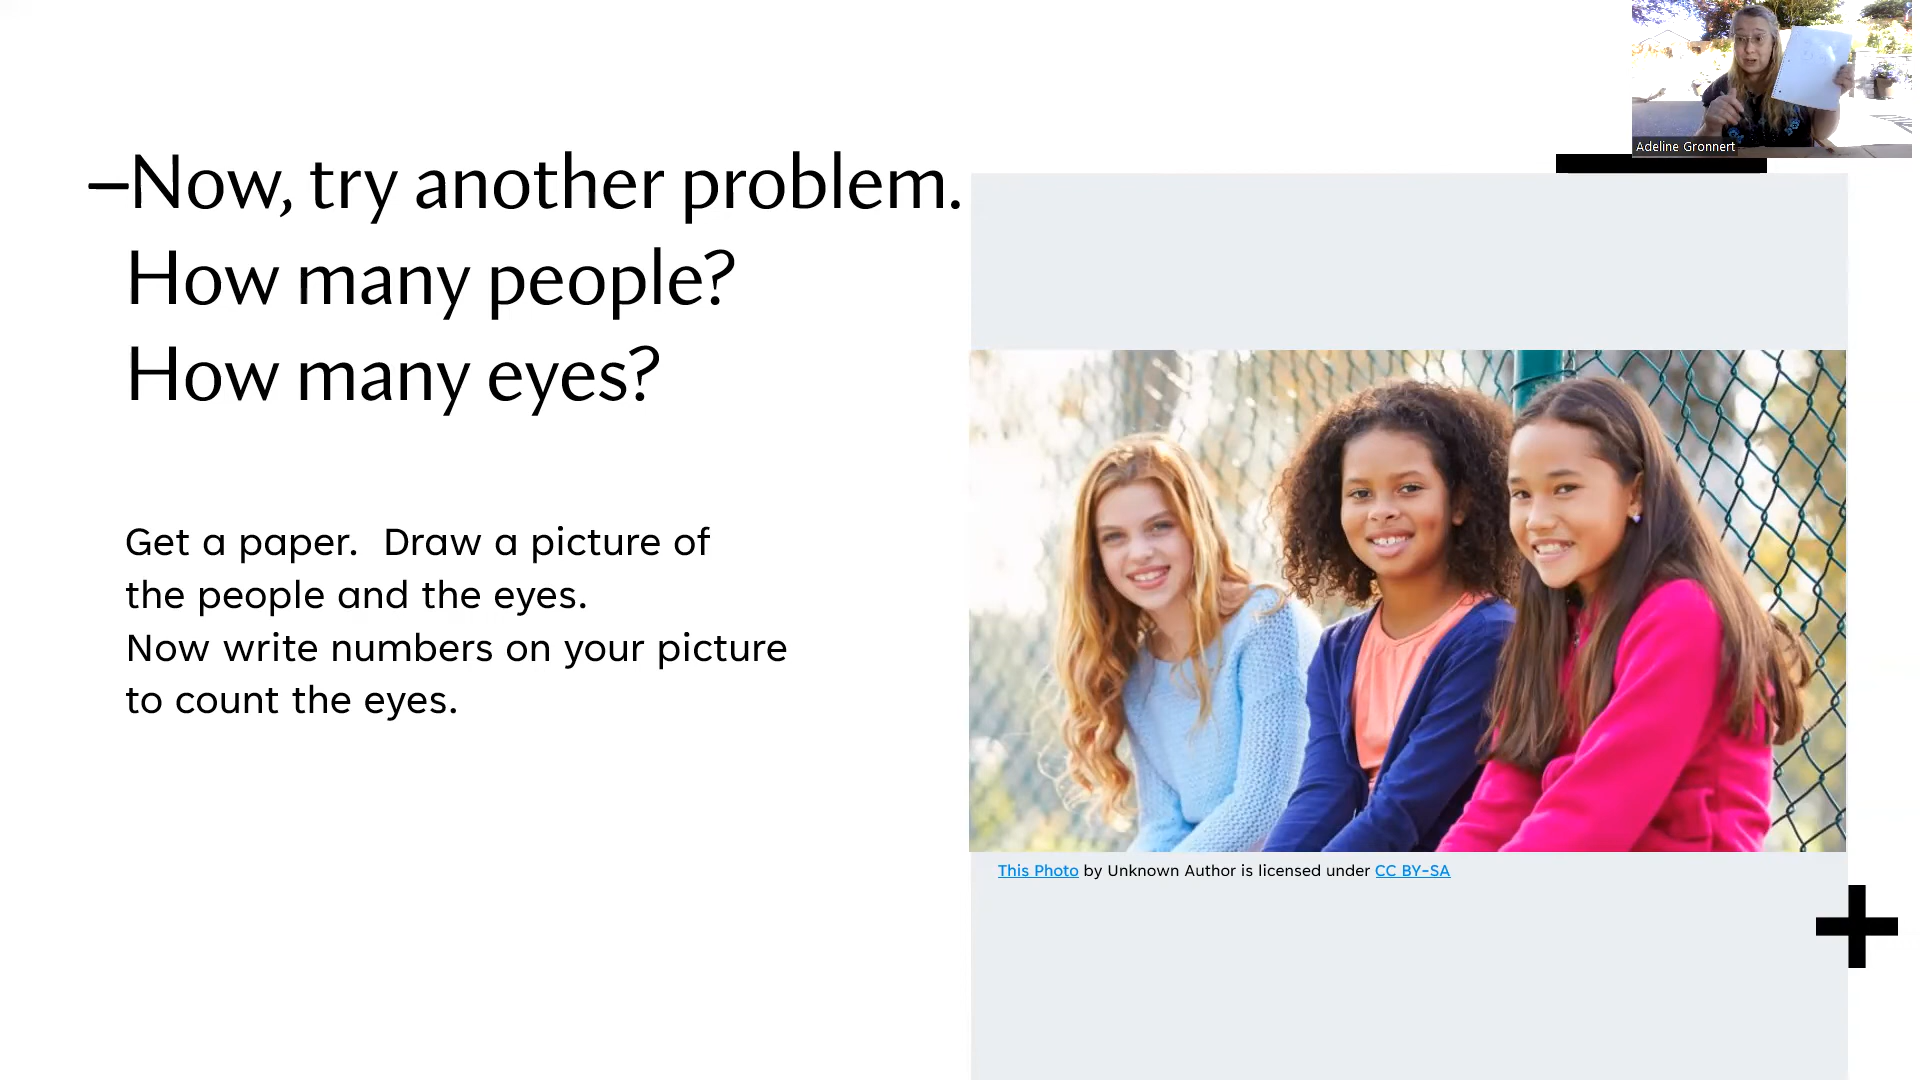 –Now, try another problem.
How many people?
How many eyes?
Get a paper.  Draw a picture of
the people and the eyes.
Now write numbers on your picture
to count the eyes.
Adeline Gronnert
This Photo by Unknown Author is licensed under CC BY-SA